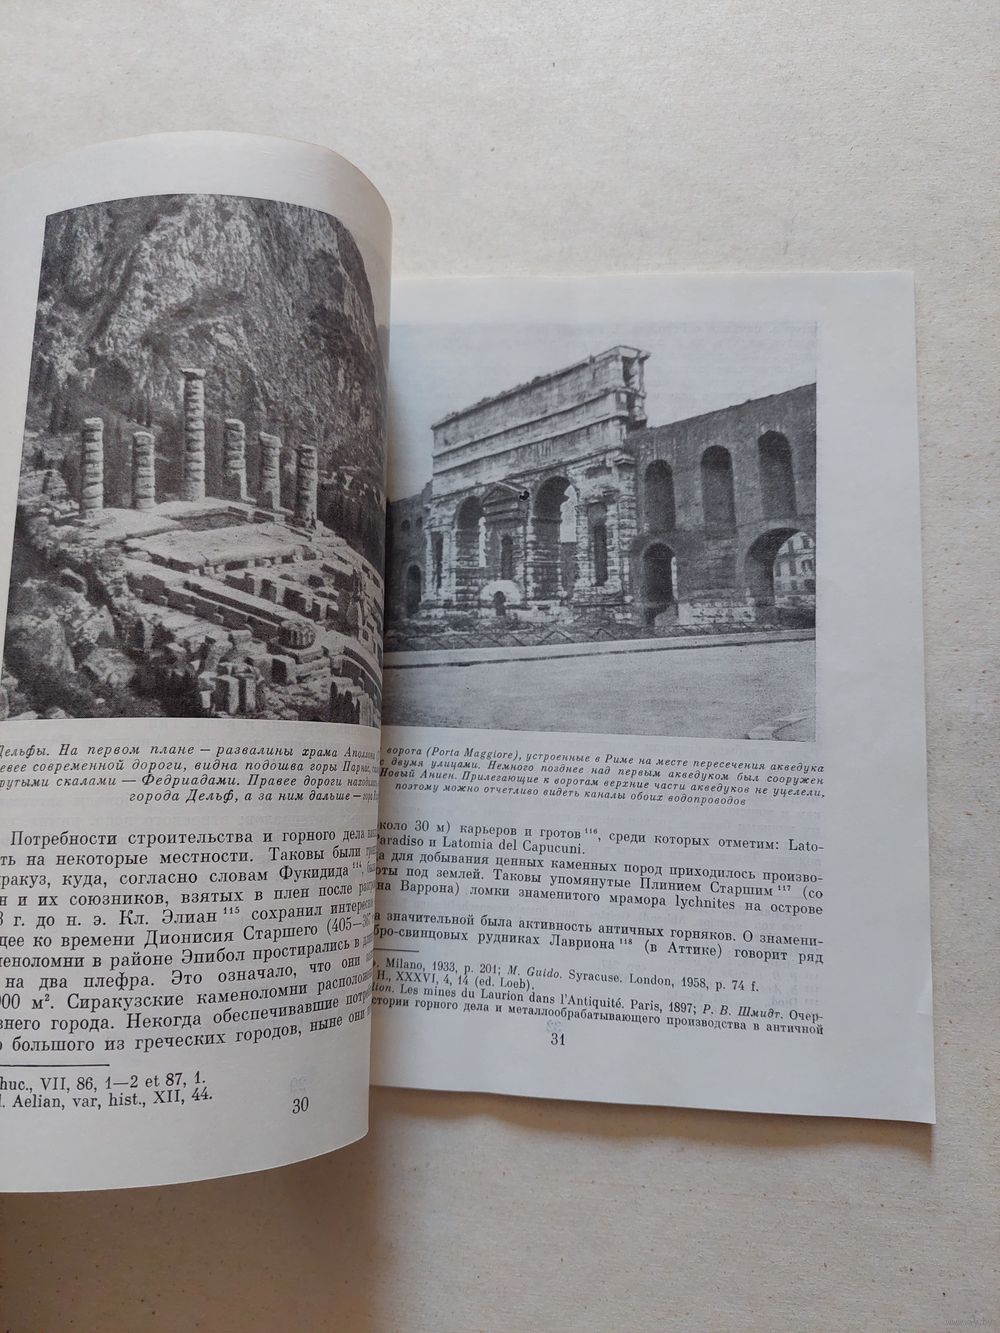 Дельфы. На первом плане — развалины храма Аполлона
левее современной дороги, видна подошва горы Парнас,
крутыми скалами — Федриадами. Правее дороги
города Дельф, а за ним дальше — гора
Потребности строительства и горного дела
на некоторые местности. Таковы были
куда, согласно словам Фукидида 114,
и их союзников, взятых в плен после
г. до н. э. Кл. Элиан 115 сохранил
ко времени Дионисия Старшего (405—
в районе Эпибол простирались в
на два плефра. Это означало, что они
м². Сиракузские каменоломни
города. Некогда обеспечивавшие
большого из греческих городов, ныне они
huc., VII, 86, 1—2 et 87, 1.
Aelian, var, hist., XII, 44.
30
ворота (Porta Maggiore), устроенные в Риме на месте пересечения акведука
с двумя улицами. Немного позднее над первым акведуком был сооружен
Новый Аниен. Прилегающие к воротам верхние части акведуков не уцелели,
поэтому можно отчетливо видеть каналы обоих водопроводов
около 30 м) карьеров и гротов 116, среди которых отметим: Lato-
Paradiso и Latomia del Capucuni.
для добывания ценных каменных пород приходилось произво-
под землей. Таковы упомянутые Плинием Старшим 117 (со
Варрона) ломки знаменитого мрамора lychnites на острове
значительной была активность античных горняков. О знамени-
рудниках Лавриона 118 (в Аттике) говорит ряд
Milano, 1933, p. 201; M. Guido. Syracuse. London, 1958, p. 74 f.
H., XXXVI, 4, 14 (ed. Loeb).
Les mines du Laurion dans l'Antiquité. Paris, 1897; Р. В. Шмидт. Очер-
истории горного дела и металлообрабатывающего производства в античной
31